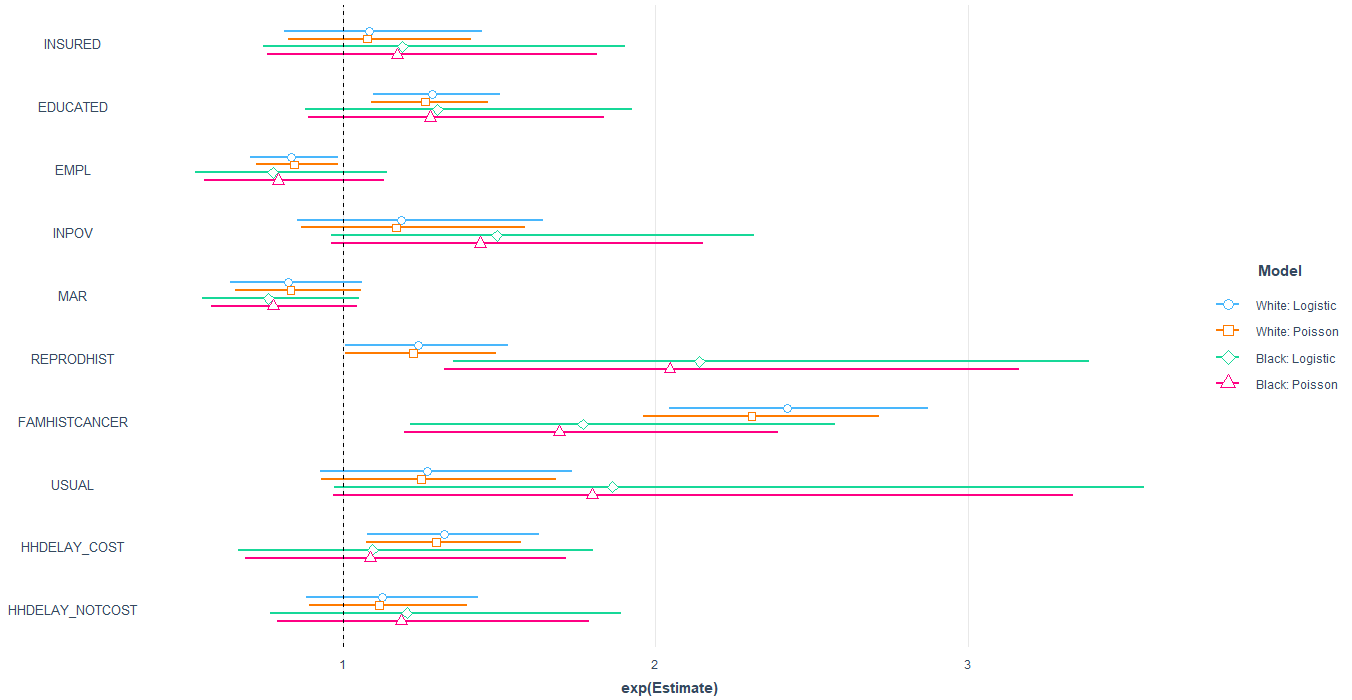 INSURED
EDUCATED
EMPL
INPOV
MAR
REPRODHIST
FAMHISTCANCER
USUAL
HHDELAY_COST
HHDELAY_NOTCOST
1
2
3
exp(Estimate)
Model
White: Logistic
White: Poisson
Black: Logistic
Black: Poisson